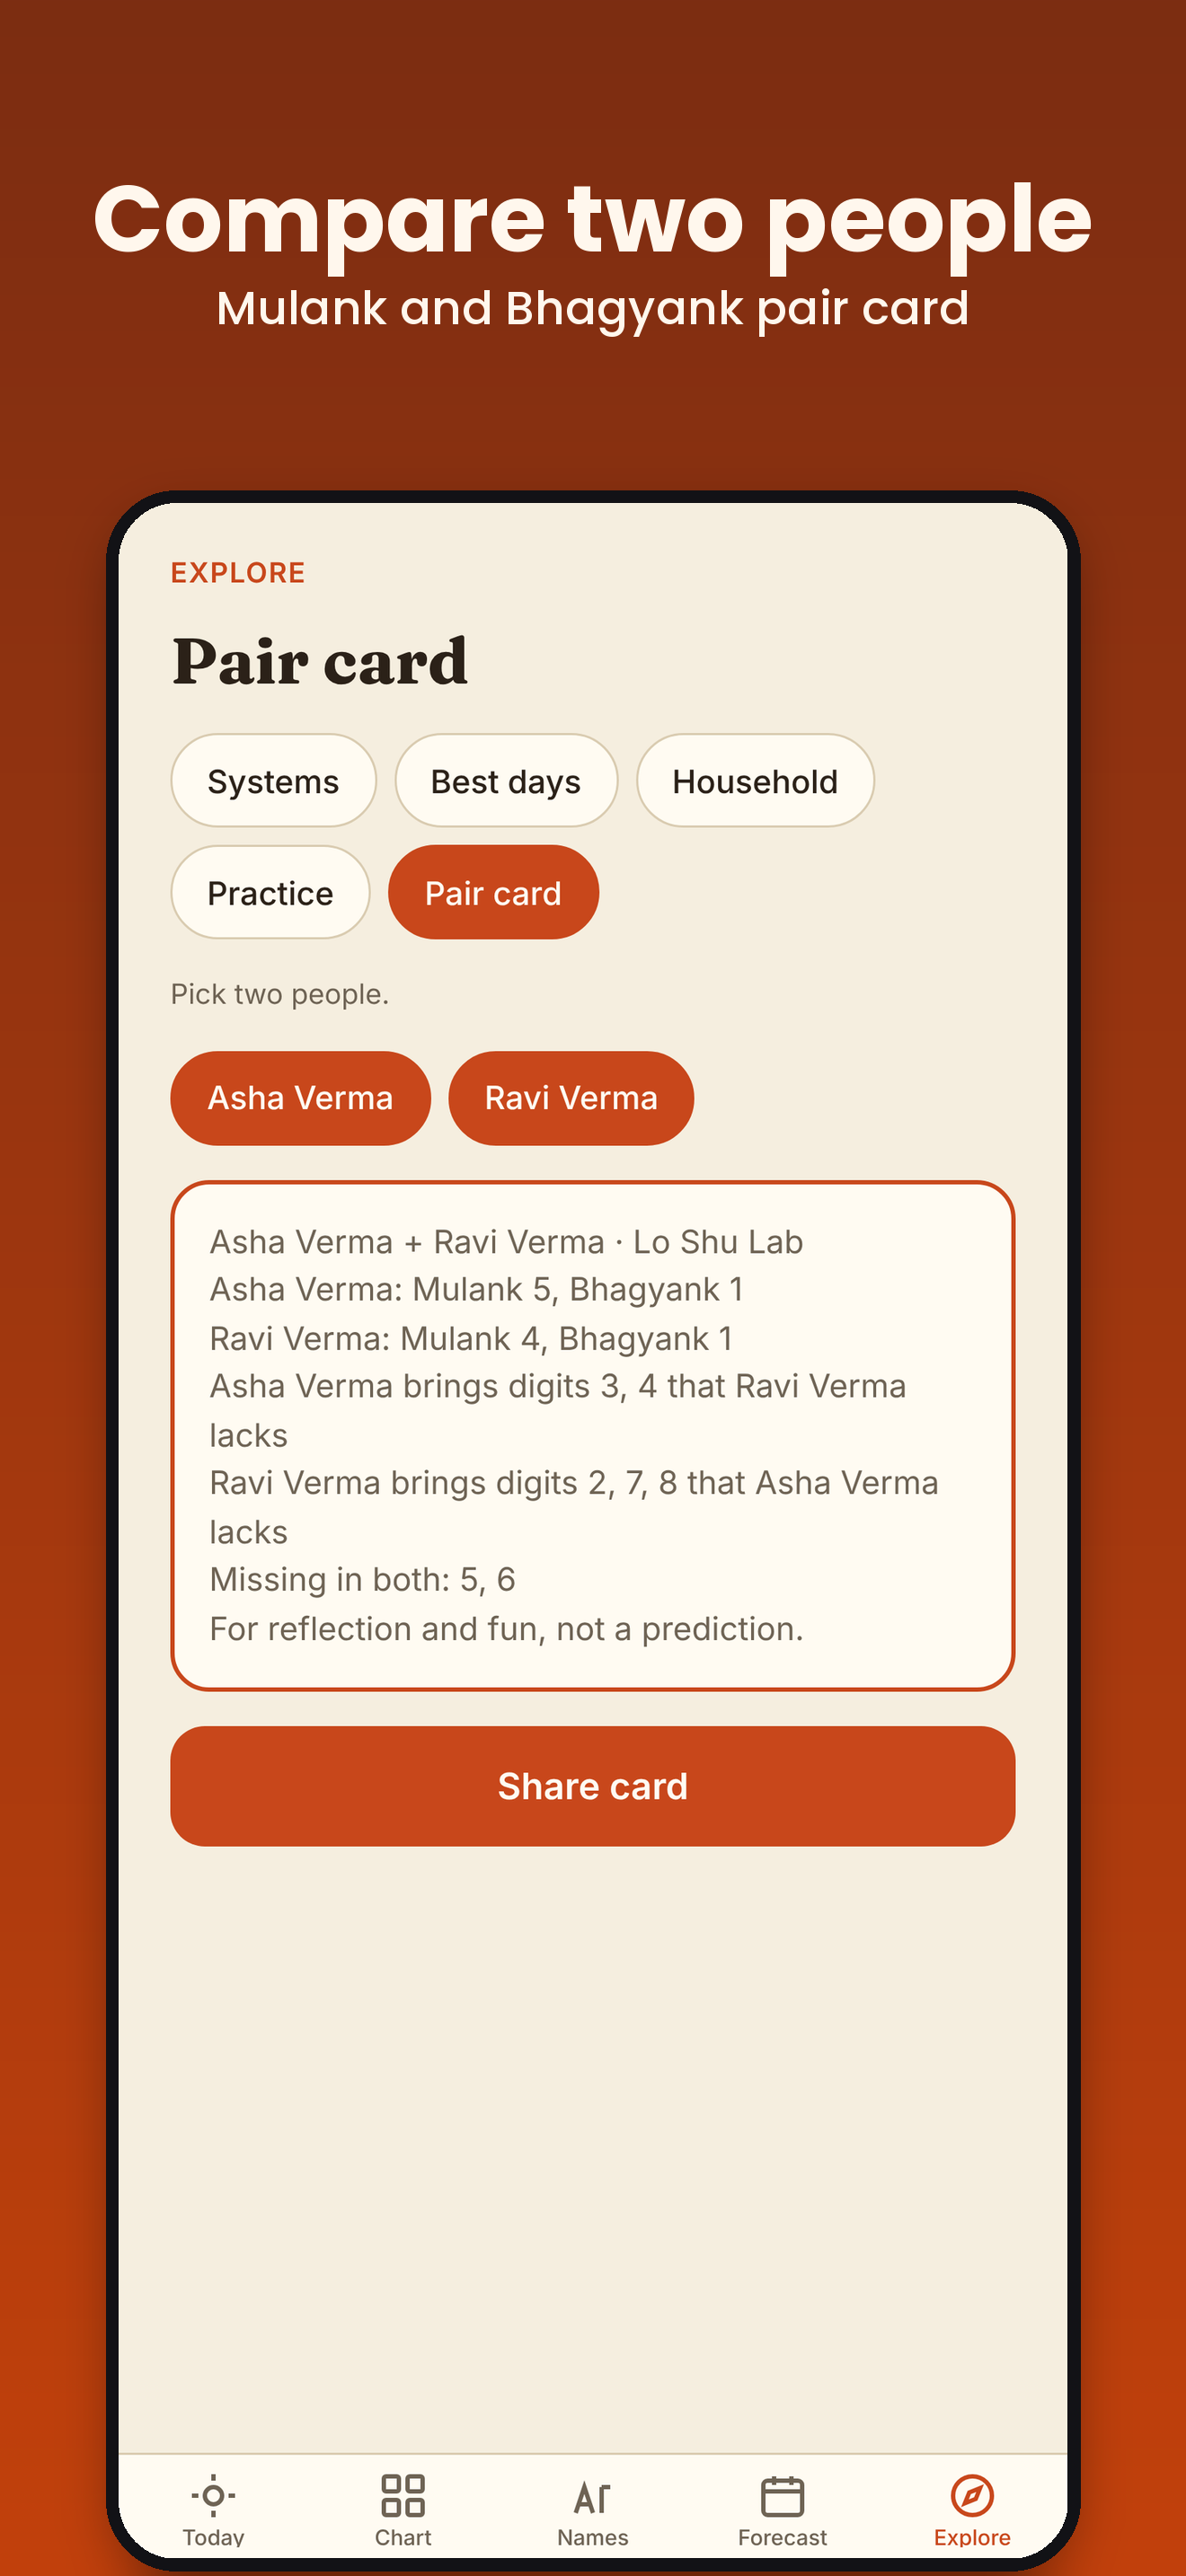 Compare two people
Mulank and Bhagyank pair card
EXPLORE
Pair card
Systems
Best days
Household
Practice
Pair card
Pick two people.
Asha Verma
Ravi Verma
Asha Verma + Ravi Verma · Lo Shu Lab
Asha Verma: Mulank 5, Bhagyank 1
Ravi Verma: Mulank 4, Bhagyank 1
Asha Verma brings digits 3, 4 that Ravi Verma
lacks
Ravi Verma brings digits 2, 7, 8 that Asha Verma
lacks
Missing in both: 5, 6
For reflection and fun, not a prediction.
Share card
Today
Chart
Names
Forecast
Explore